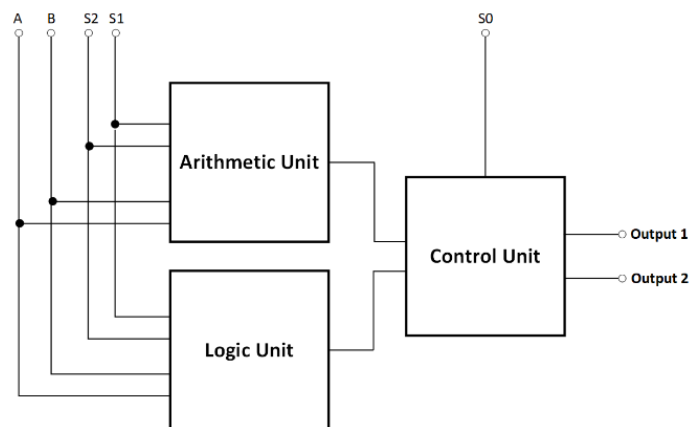 A B S2 S1 S0
Arithmetic Unit
Output 1
Control Unit
Output 2
Logic Unit